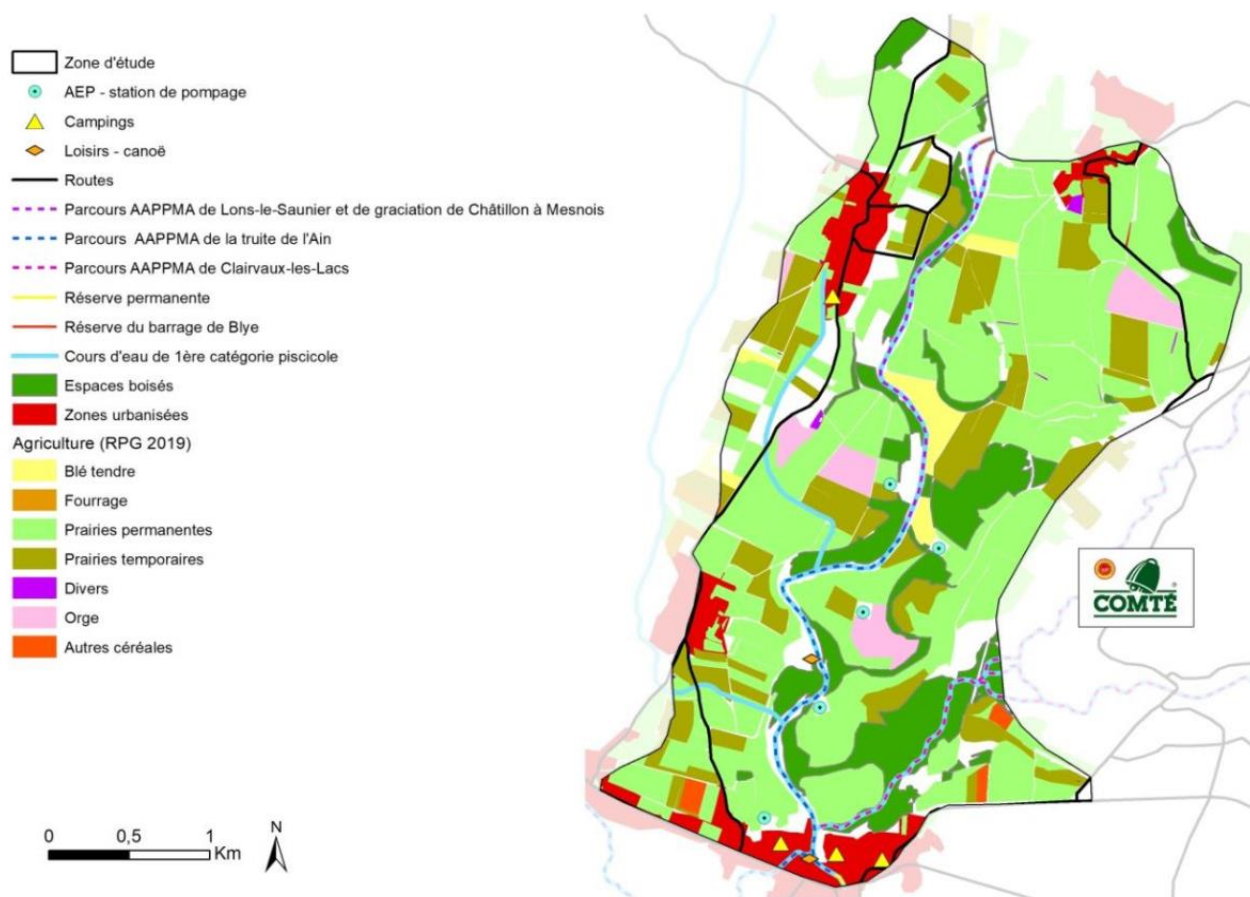 Zone d'étude
AEP - station de pompage
Campings
Loisirs - canoë
Routes
Parcours AAPPMA de Lons-le-Saunier et de graciation de Châtillon à Mesnois
Parcours  AAPPMA de la truite de l'Ain
Parcours AAPPMA de Clairvaux-les-Lacs
Réserve permanente
Réserve du barrage de Blye
Cours d'eau de 1ère catégorie piscicole
Espaces boisés
Zones urbanisées
Agriculture (RPG 2019)
Blé tendre
Fourrage
Prairies permanentes
Prairies temporaires
Divers
Orge
Autres céréales
0 0,5 1
Km
N
COMTÉ
®